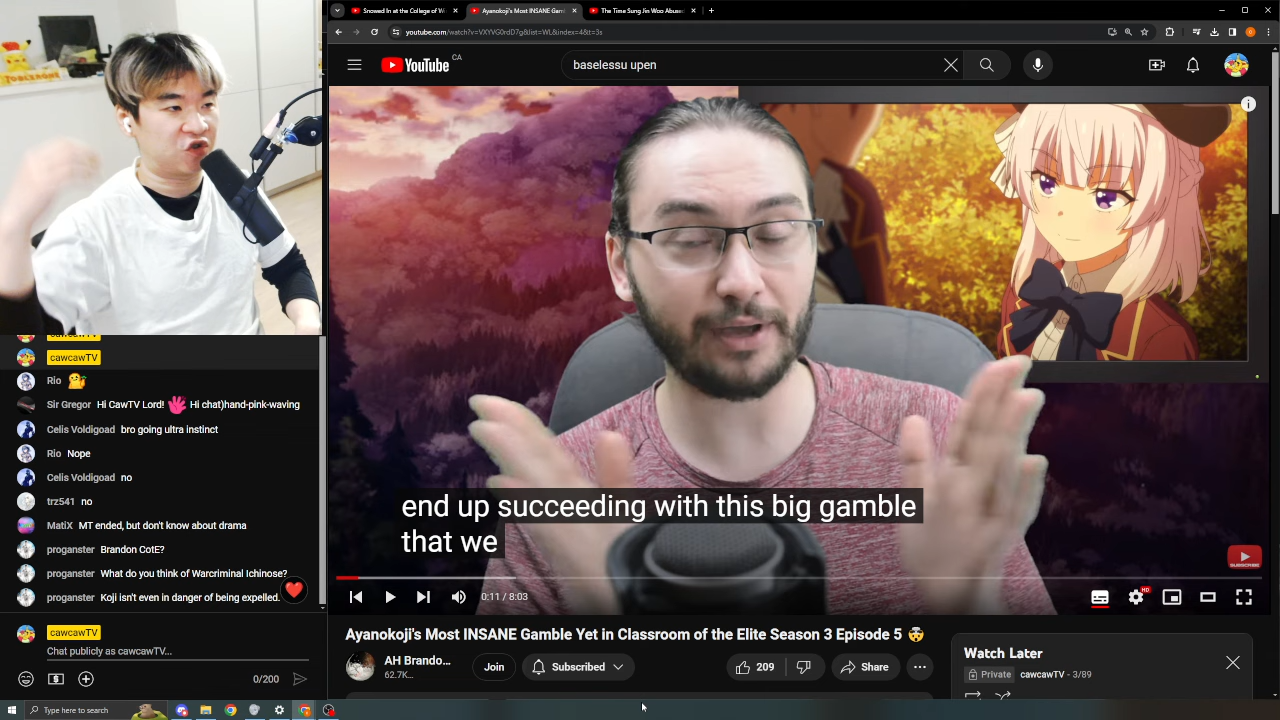 Snowed In at the College of W
Ayanokoji's Most INSANE Gamb
The Time Sung Jin Woo Abuse
youtube.com/watch?v=VXYVG0rdD7g&list=WL&index=4&t=3s
YouTube CA
baselessu upen
TOBLERONE
cawcawTV
Rio
Sir Gregor Hi CawTV Lord! Hi chat)hand-pink-waving
Celis Voldigoad bro going ultra instinct
Rio Nope
Celis Voldigoad no
trz541 no
MatiX MT ended, but don't know about drama
proganster Brandon CotE?
proganster What do you think of Warcriminal Ichinose?
proganster Koji isn't even in danger of being expelled.
cawcawTV
Chat publicly as cawcawTV...
0/200
end up succeeding with this big gamble
that we
SUBSCRIBE
0:11 / 8:03
HD
Ayanokoji's Most INSANE Gamble Yet in Classroom of the Elite Season 3 Episode 5
AH Brando...
62.7K...
Join
Subscribed
209
Share
Watch Later
Private cawcawTV - 3/89
Type here to search